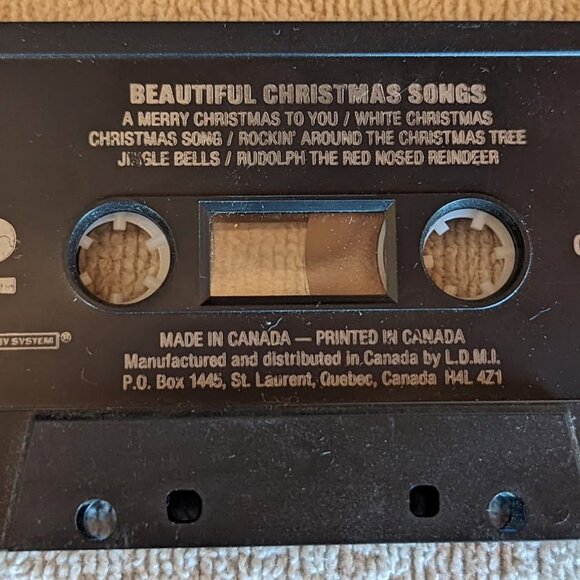 BEAUTIFUL CHRISTMAS SONGS
A MERRY CHRISTMAS TO YOU / WHITE CHRISTMAS
CHRISTMAS SONG / ROCKIN' AROUND THE CHRISTMAS TREE
JINGLE BELLS / RUDOLPH THE RED NOSED REINDEER
SYSTEM®
MADE IN CANADA — PRINTED IN CANADA
Manufactured and distributed in Canada by L.D.M.I.
P.O. Box 1445, St. Laurent, Quebec, Canada H4L 4Z1